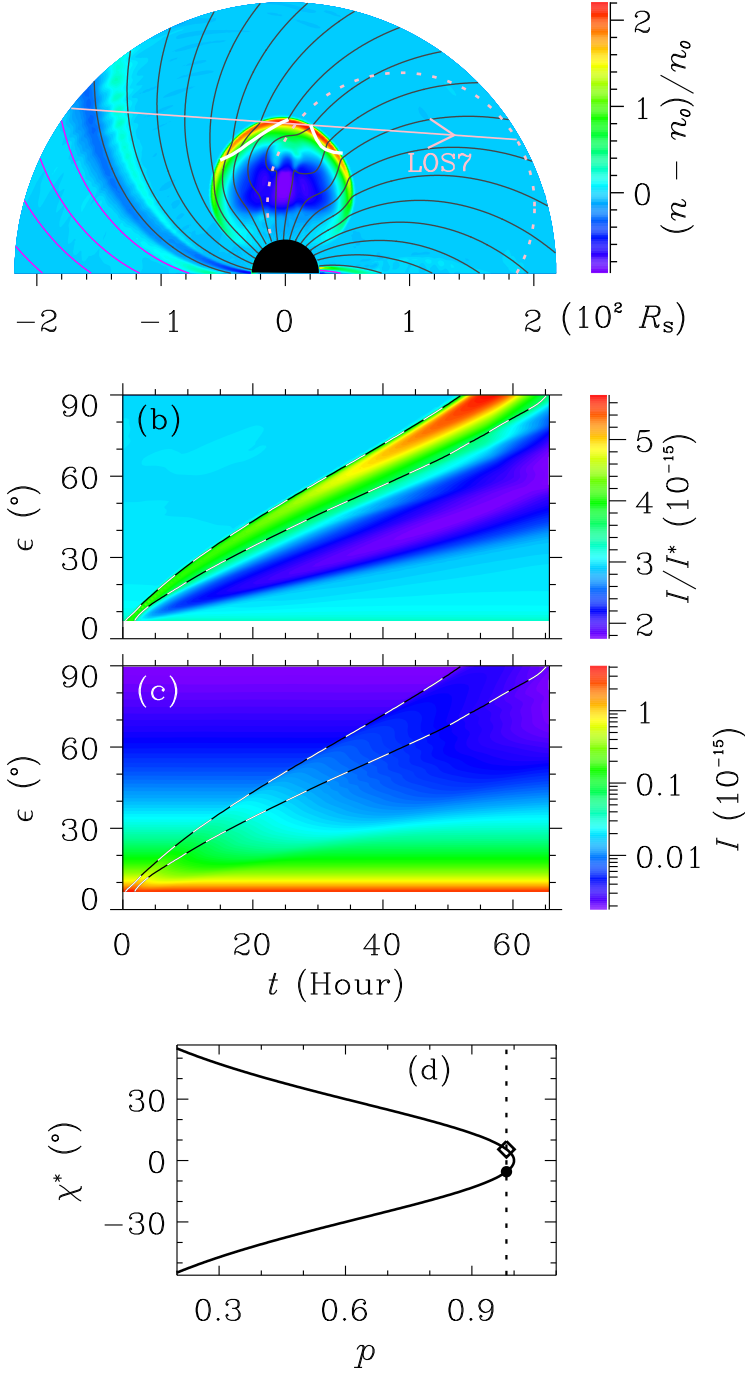 2
1
0
(n − n₀)/n₀
LOS7
−2 −1 0 1 2 (10² Rₛ)
(b)
90
60
30
0
ϵ (°)
5
4
3
2
I/I* (10⁻¹⁵)
(c)
90
60
30
0
ϵ (°)
1
0.1
0.01
I (10⁻¹⁵)
0 20 40 60
t (Hour)
(d)
30
0
−30
χ* (°)
0.3 0.6 0.9
p